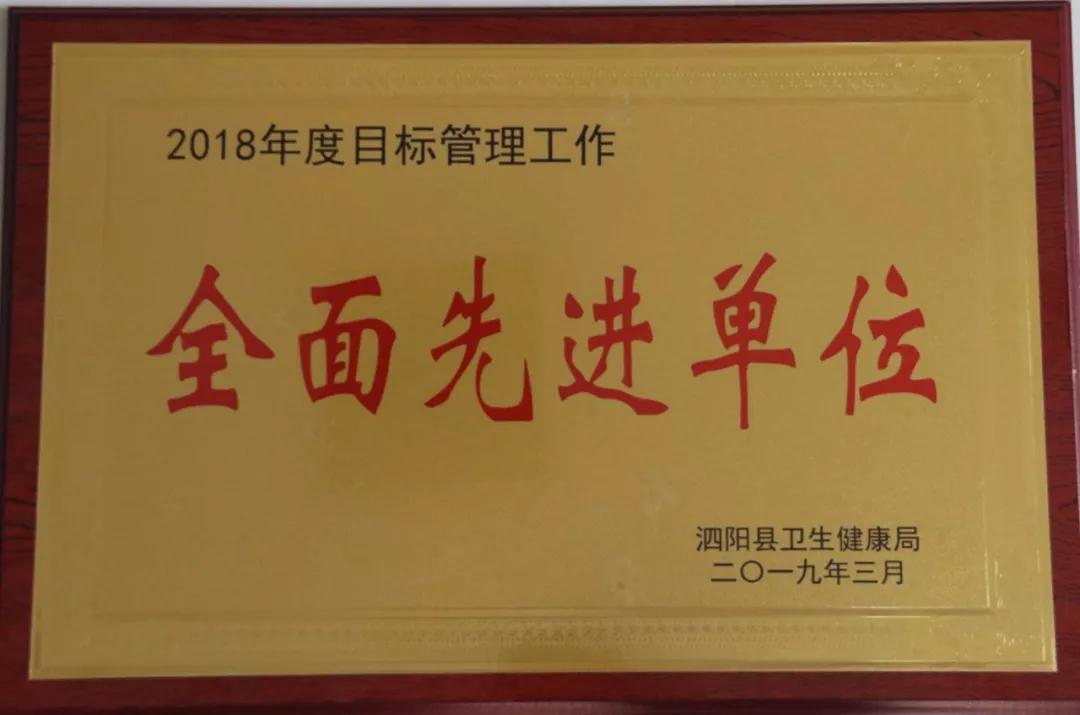 2018年度目标管理工作
全面先进单位
泗阳县卫生健康局
二〇一九年三月